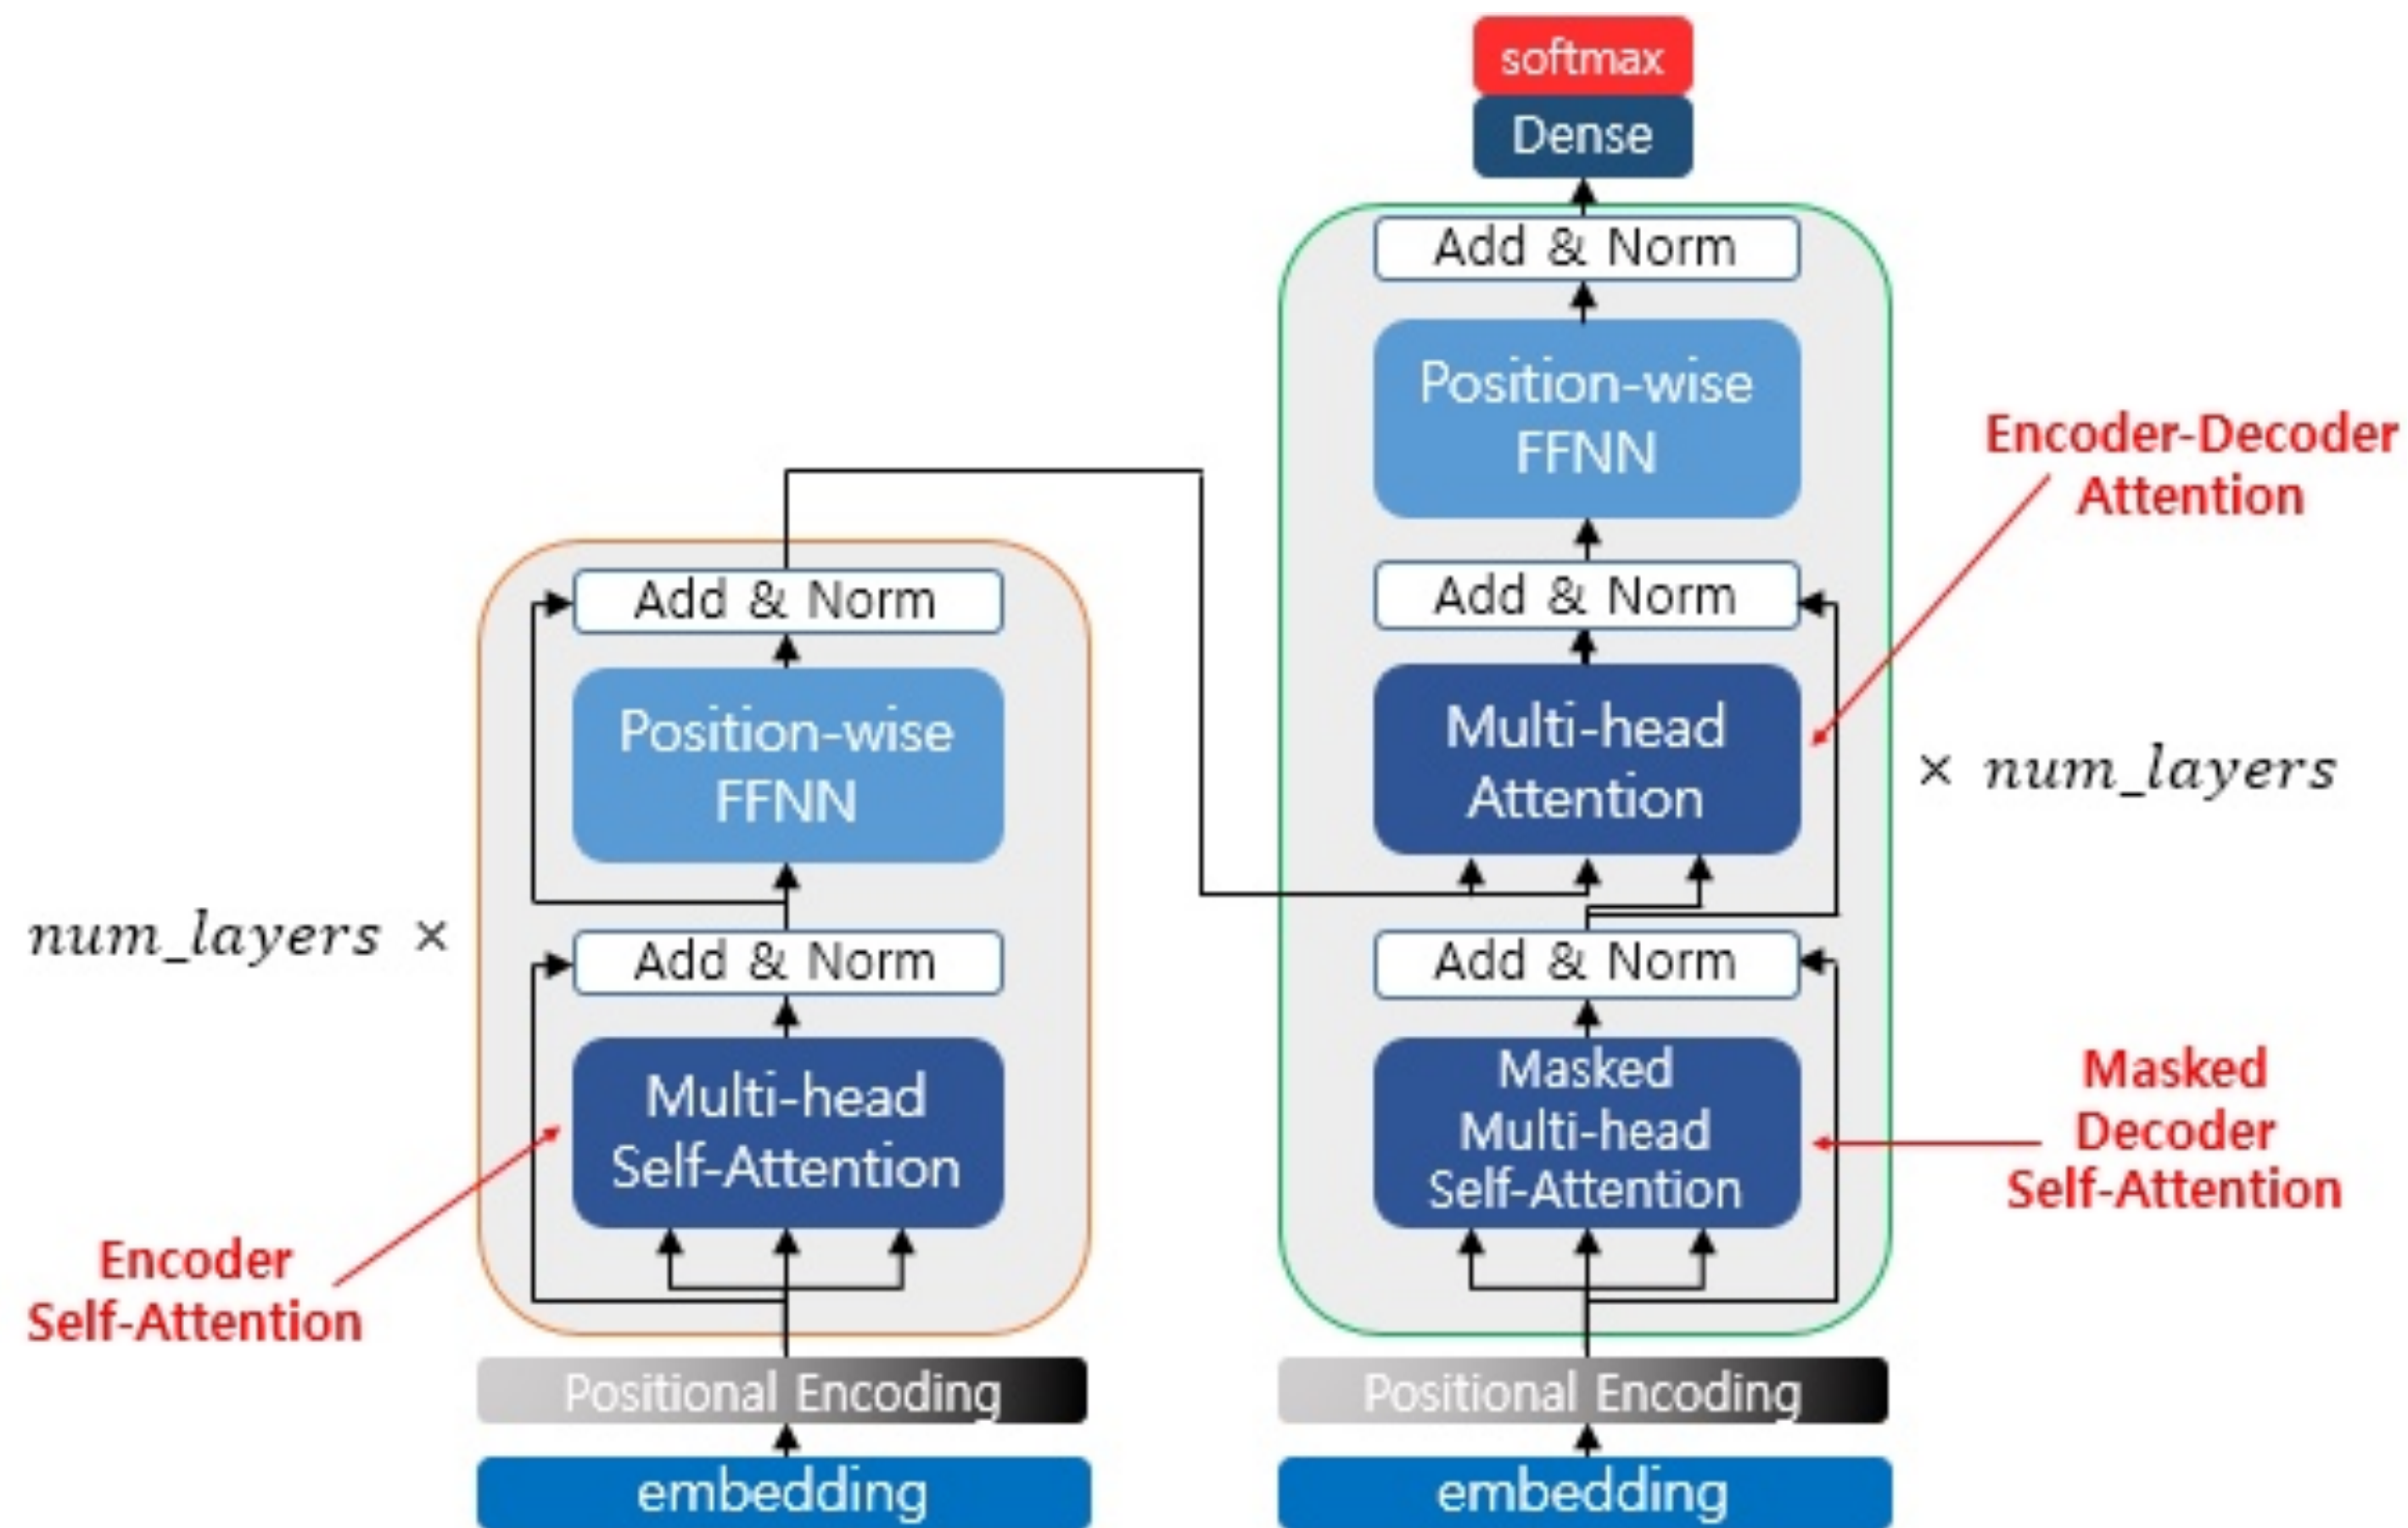 softmax
Dense
Add & Norm
Position-wise
FFNN
Encoder-Decoder
Attention
Add & Norm
Multi-head
Attention
× num_layers
Add & Norm
Masked
Multi-head
Self-Attention
Masked
Decoder
Self-Attention
Positional Encoding
embedding
Add & Norm
Position-wise
FFNN
num_layers ×
Add & Norm
Multi-head
Self-Attention
Encoder
Self-Attention
Positional Encoding
embedding